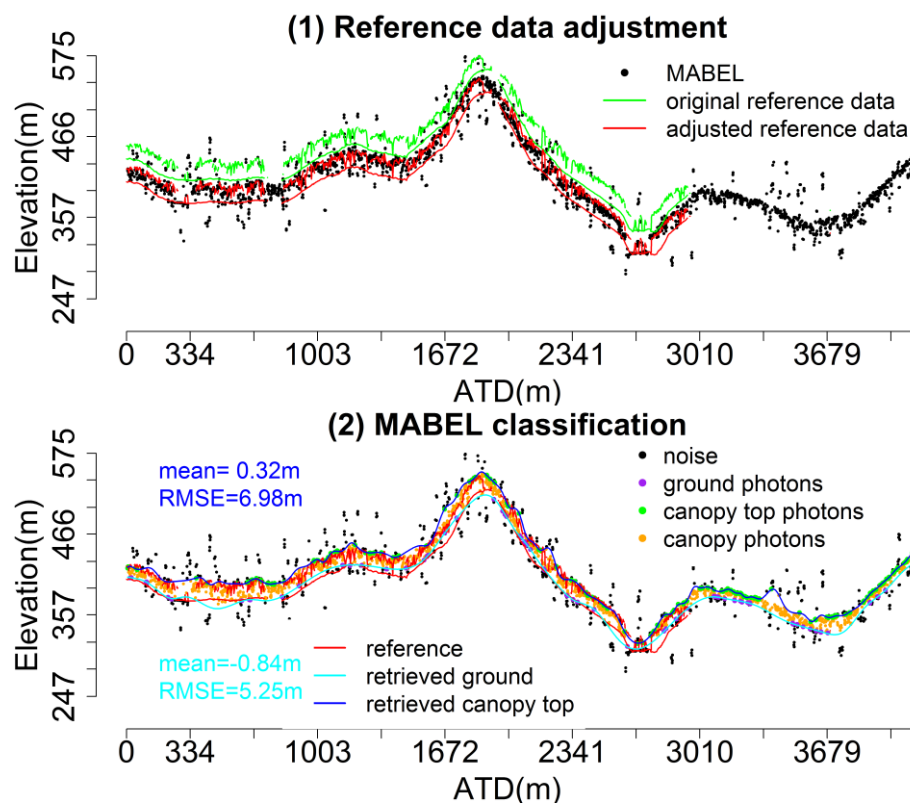 (1) Reference data adjustment
575
466
357
247
Elevation(m)
MABEL
original reference data
adjusted reference data
0 334 1003 1672 2341 3010 3679
ATD(m)
(2) MABEL classification
575
466
357
247
Elevation(m)
mean= 0.32m
RMSE=6.98m
noise
ground photons
canopy top photons
canopy photons
mean=-0.84m
RMSE=5.25m
reference
retrieved ground
retrieved canopy top
0 334 1003 1672 2341 3010 3679
ATD(m)